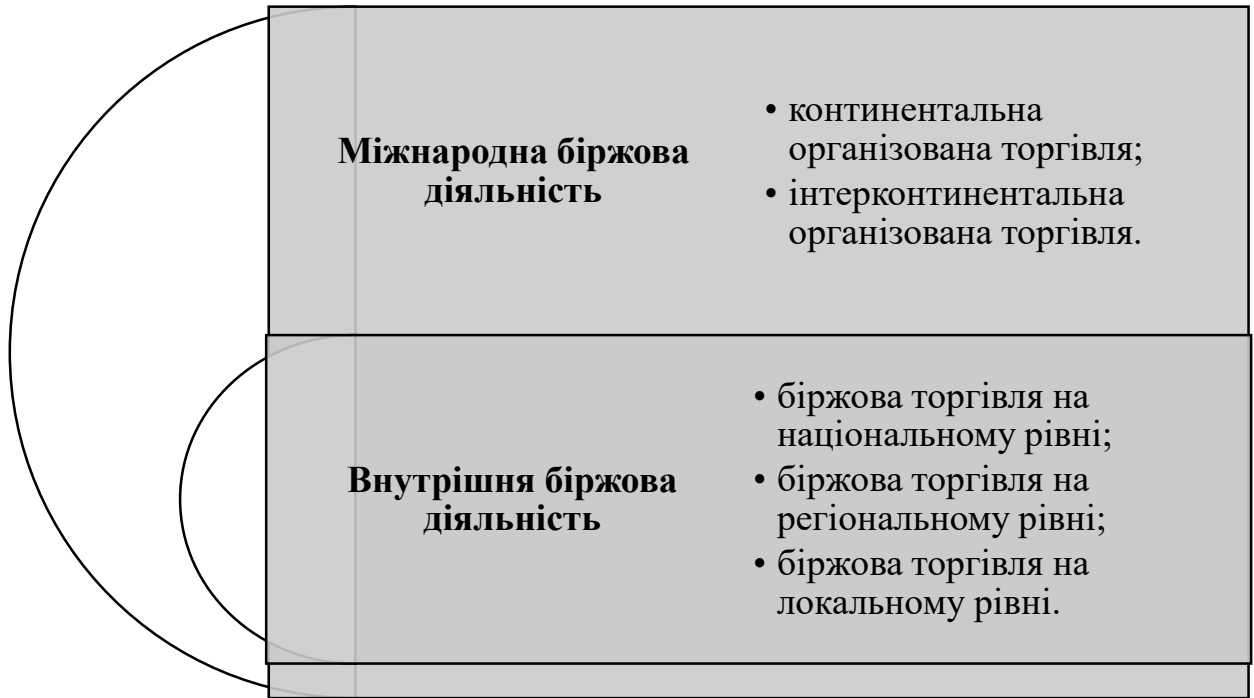 Міжнародна біржова
діяльність
• континентальна
організована торгівля;
• інтерконтинентальна
організована торгівля.
Внутрішня біржова
діяльність
• біржова торгівля на
національному рівні;
• біржова торгівля на
регіональному рівні;
• біржова торгівля на
локальному рівні.